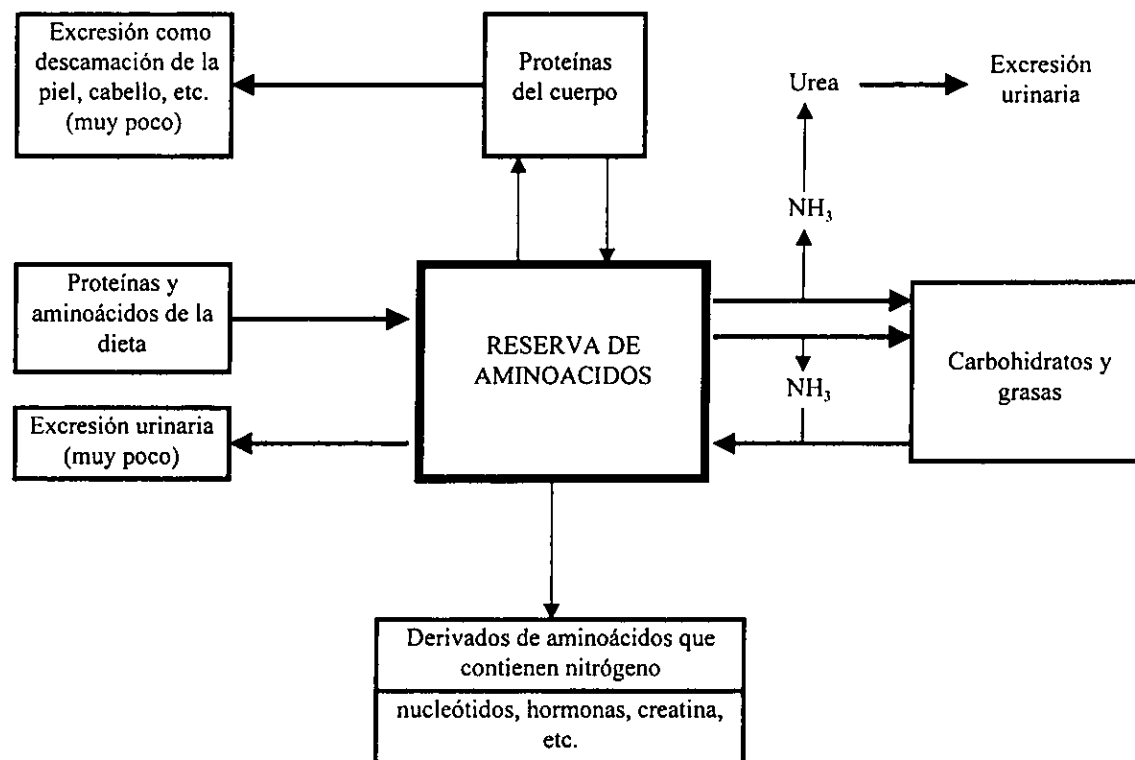 Excresión como
descamación de la
piel, cabello, etc.
(muy poco)
Proteínas
del cuerpo
Urea
Excresión
urinaria
NH₃
Proteínas y
aminoácidos de la
dieta
RESERVA DE
AMINOACIDOS
Carbohidratos y
grasas
NH₃
Excresión urinaria
(muy poco)
Derivados de aminoácidos que
contienen nitrógeno
nucleótidos, hormonas, creatina,
etc.